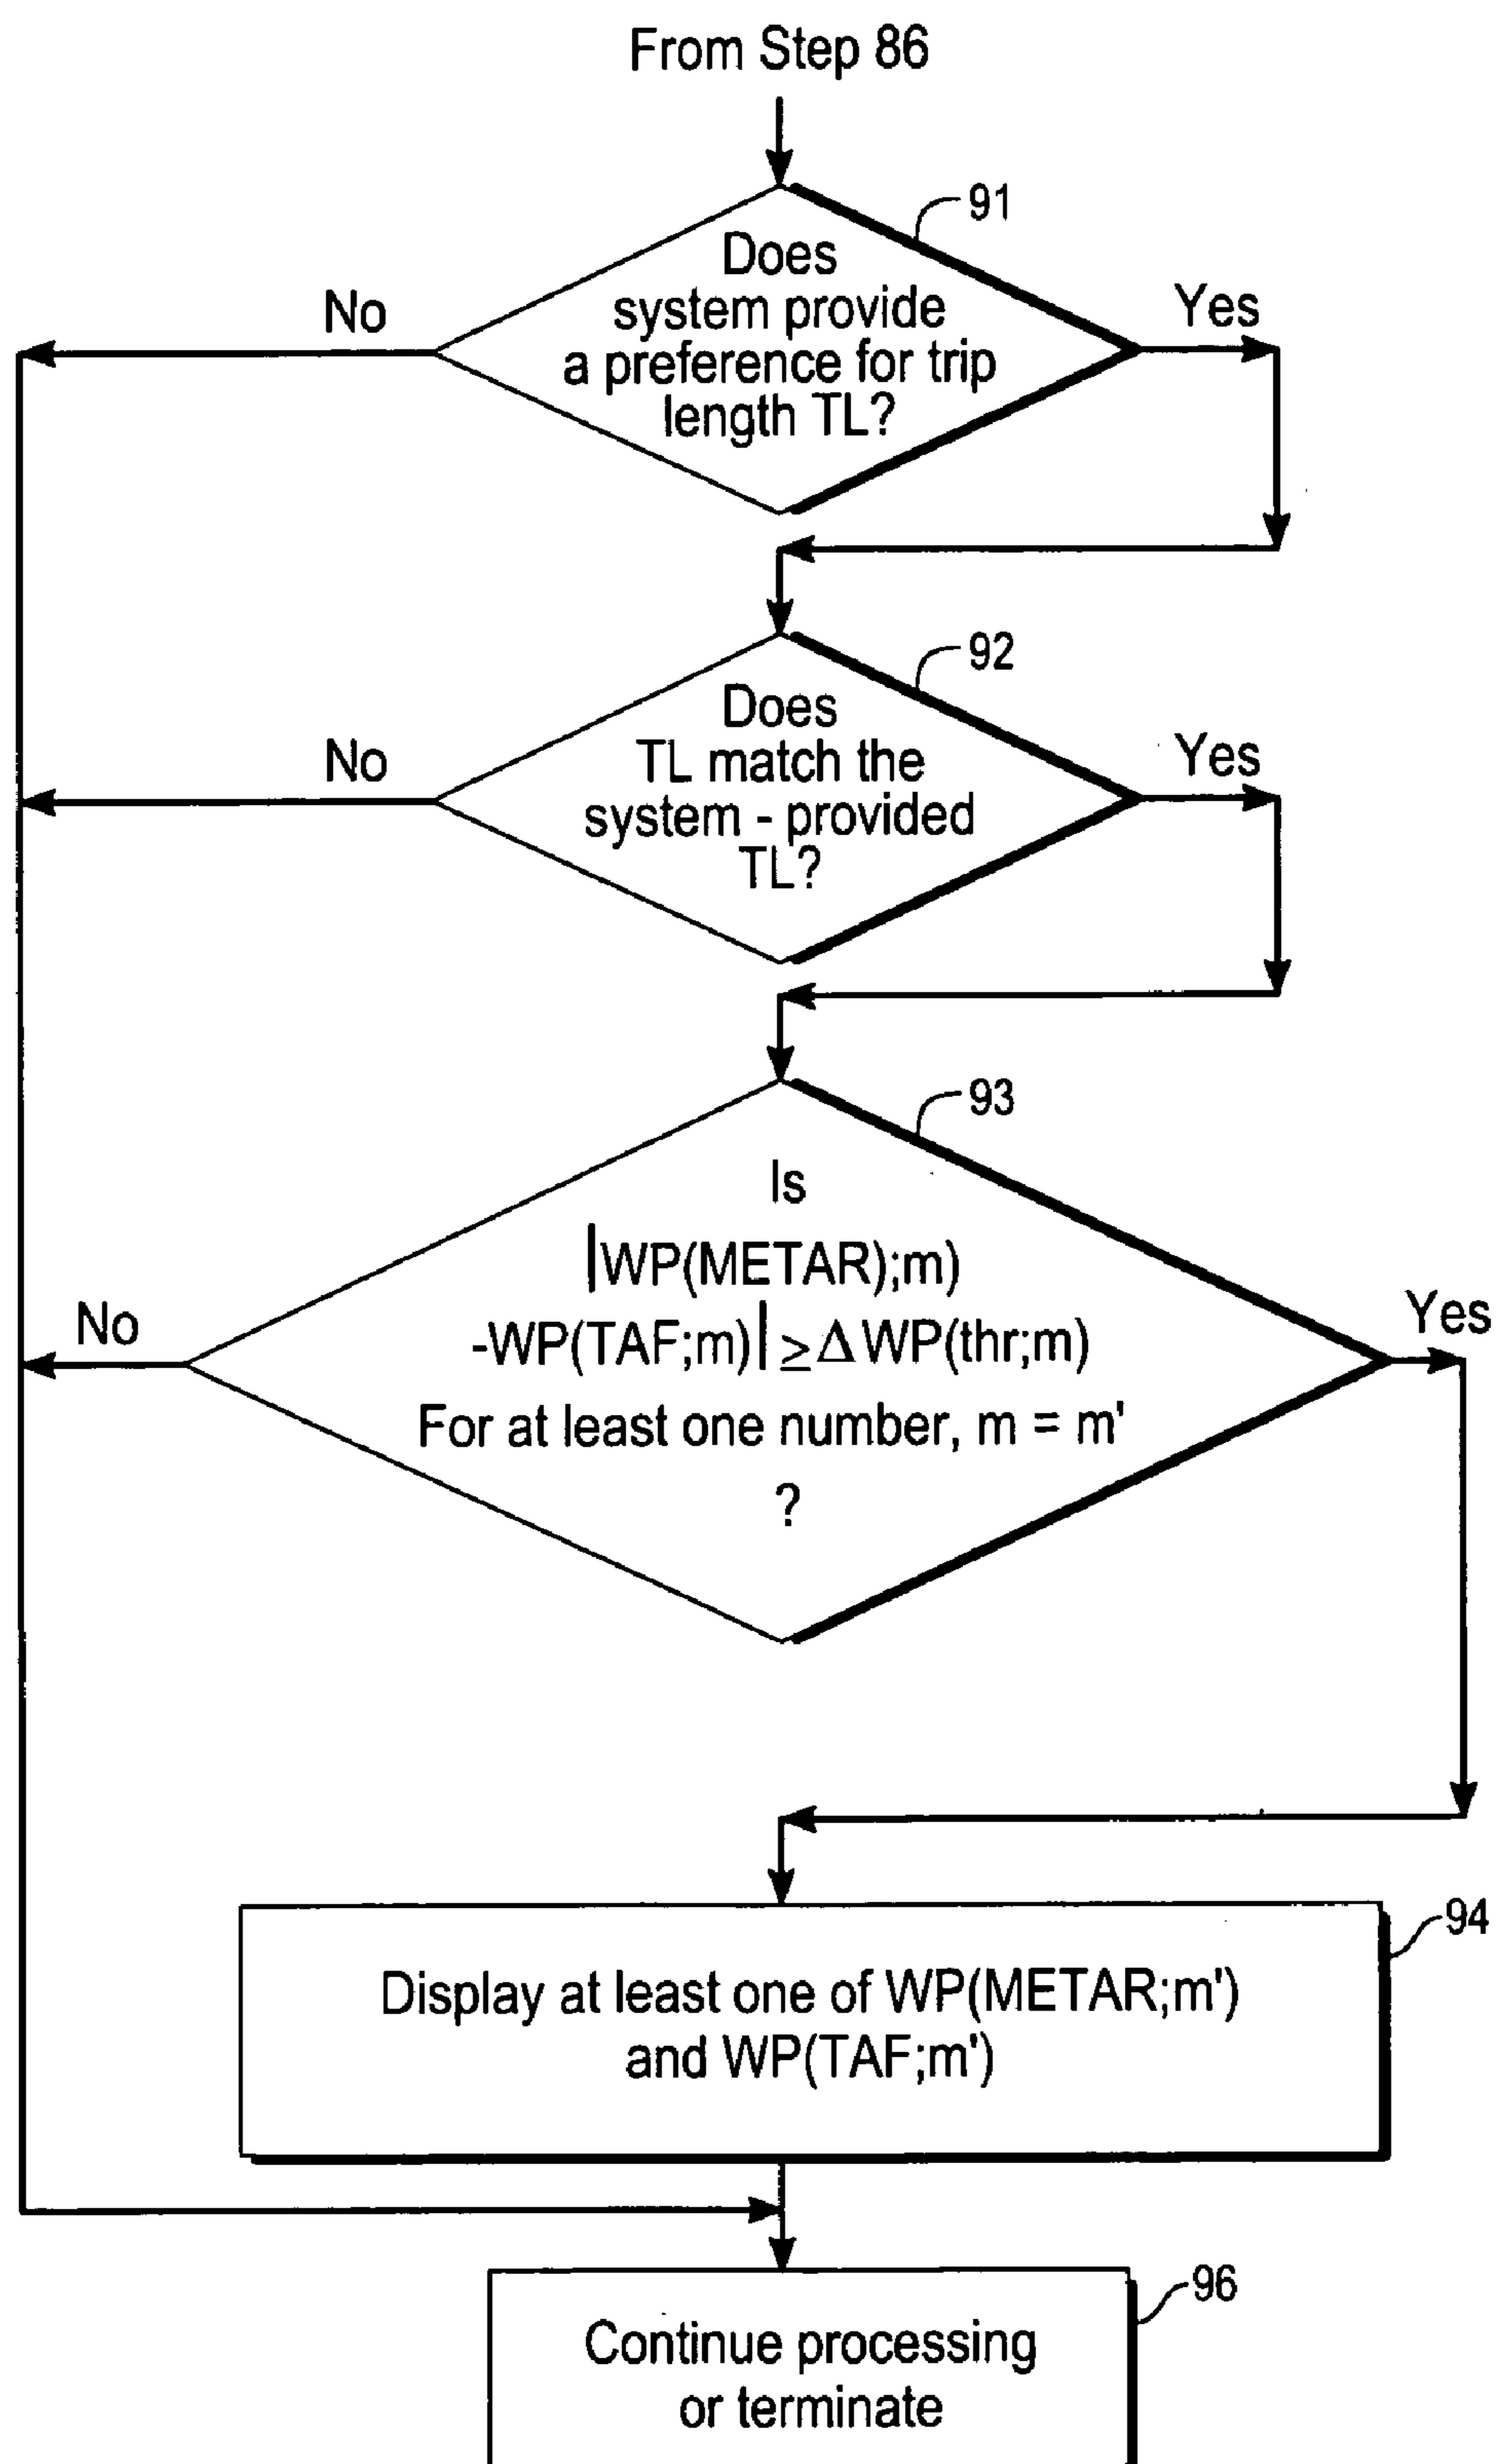 From Step 86
91
Does
system provide
a preference for trip
length TL?
No
Yes
92
Does
TL match the
system - provided
TL?
No
Yes
93
Is
|WP(METAR);m)
-WP(TAF;m)| ≥ Δ WP(thr;m)
For at least one number, m = m'
?
No
Yes
94
Display at least one of WP(METAR;m')
and WP(TAF;m')
96
Continue processing
or terminate